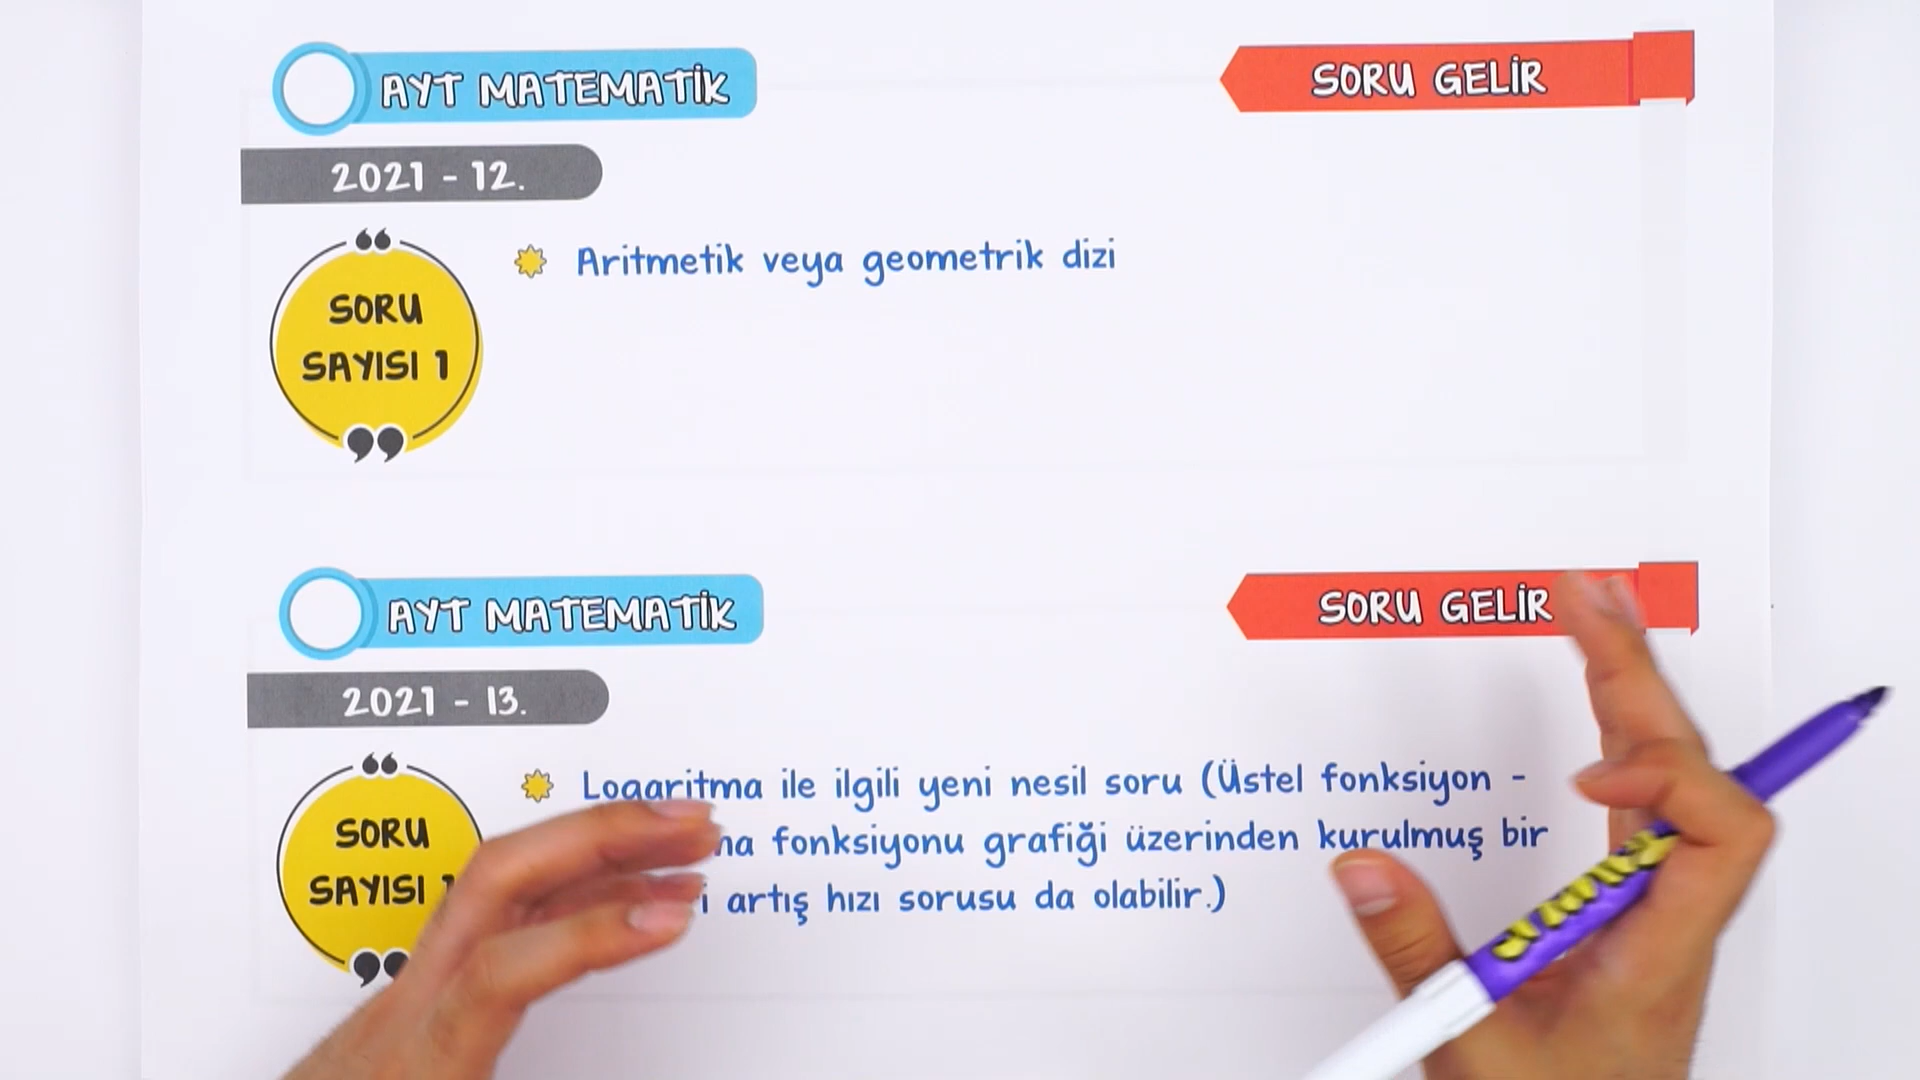 AYT MATEMATİK
SORU GELİR
2021 - 12.
SORU
SAYISI 1
Aritmetik veya geometrik dizi
AYT MATEMATİK
SORU GELİR
2021 - 13.
SORU
SAYISI
Logaritma ile ilgili yeni nesil soru (Üstel fonksiyon -
fonksiyonu grafiği üzerinden kurulmuş bir
artış hızı sorusu da olabilir.)